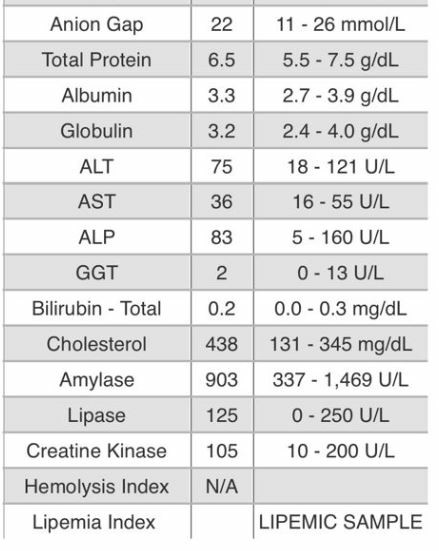 Anion Gap 22 11 - 26 mmol/L
Total Protein 6.5 5.5 - 7.5 g/dL
Albumin 3.3 2.7 - 3.9 g/dL
Globulin 3.2 2.4 - 4.0 g/dL
ALT 75 18 - 121 U/L
AST 36 16 - 55 U/L
ALP 83 5 - 160 U/L
GGT 2 0 - 13 U/L
Bilirubin - Total 0.2 0.0 - 0.3 mg/dL
Cholesterol 438 131 - 345 mg/dL
Amylase 903 337 - 1,469 U/L
Lipase 125 0 - 250 U/L
Creatine Kinase 105 10 - 200 U/L
Hemolysis Index N/A
Lipemia Index LIPEMIC SAMPLE